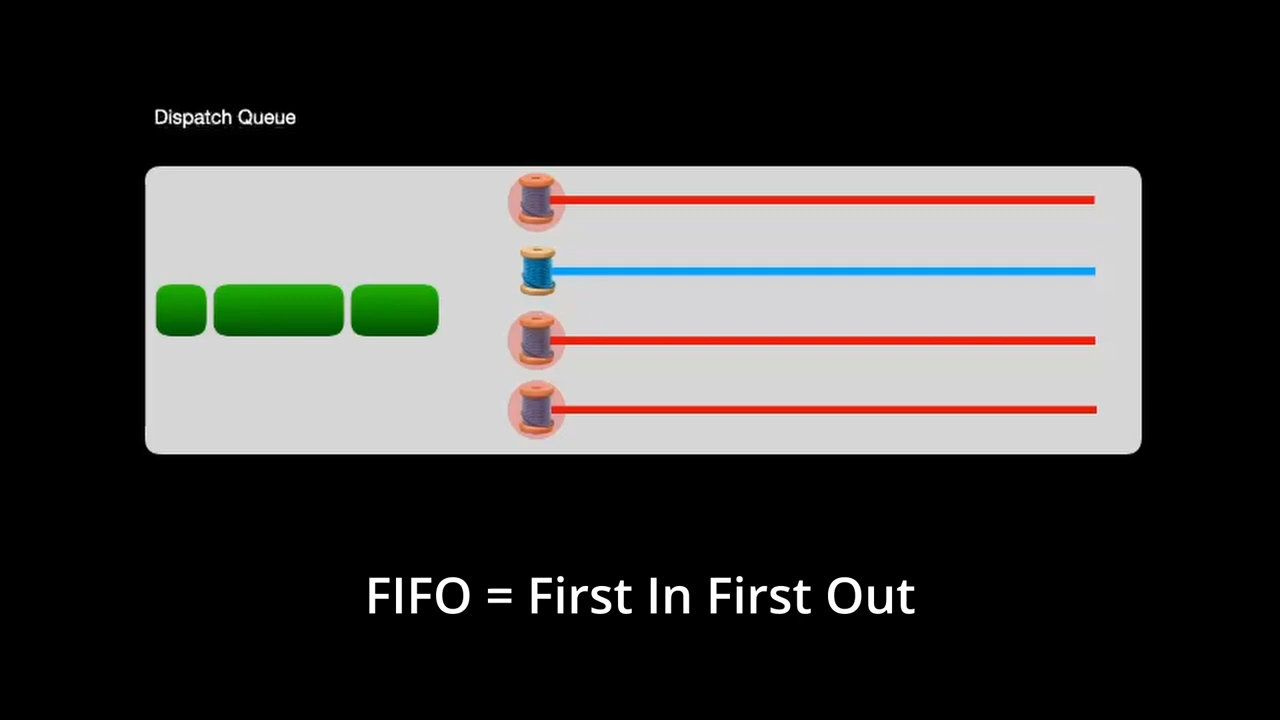 Dispatch Queue
FIFO = First In First Out